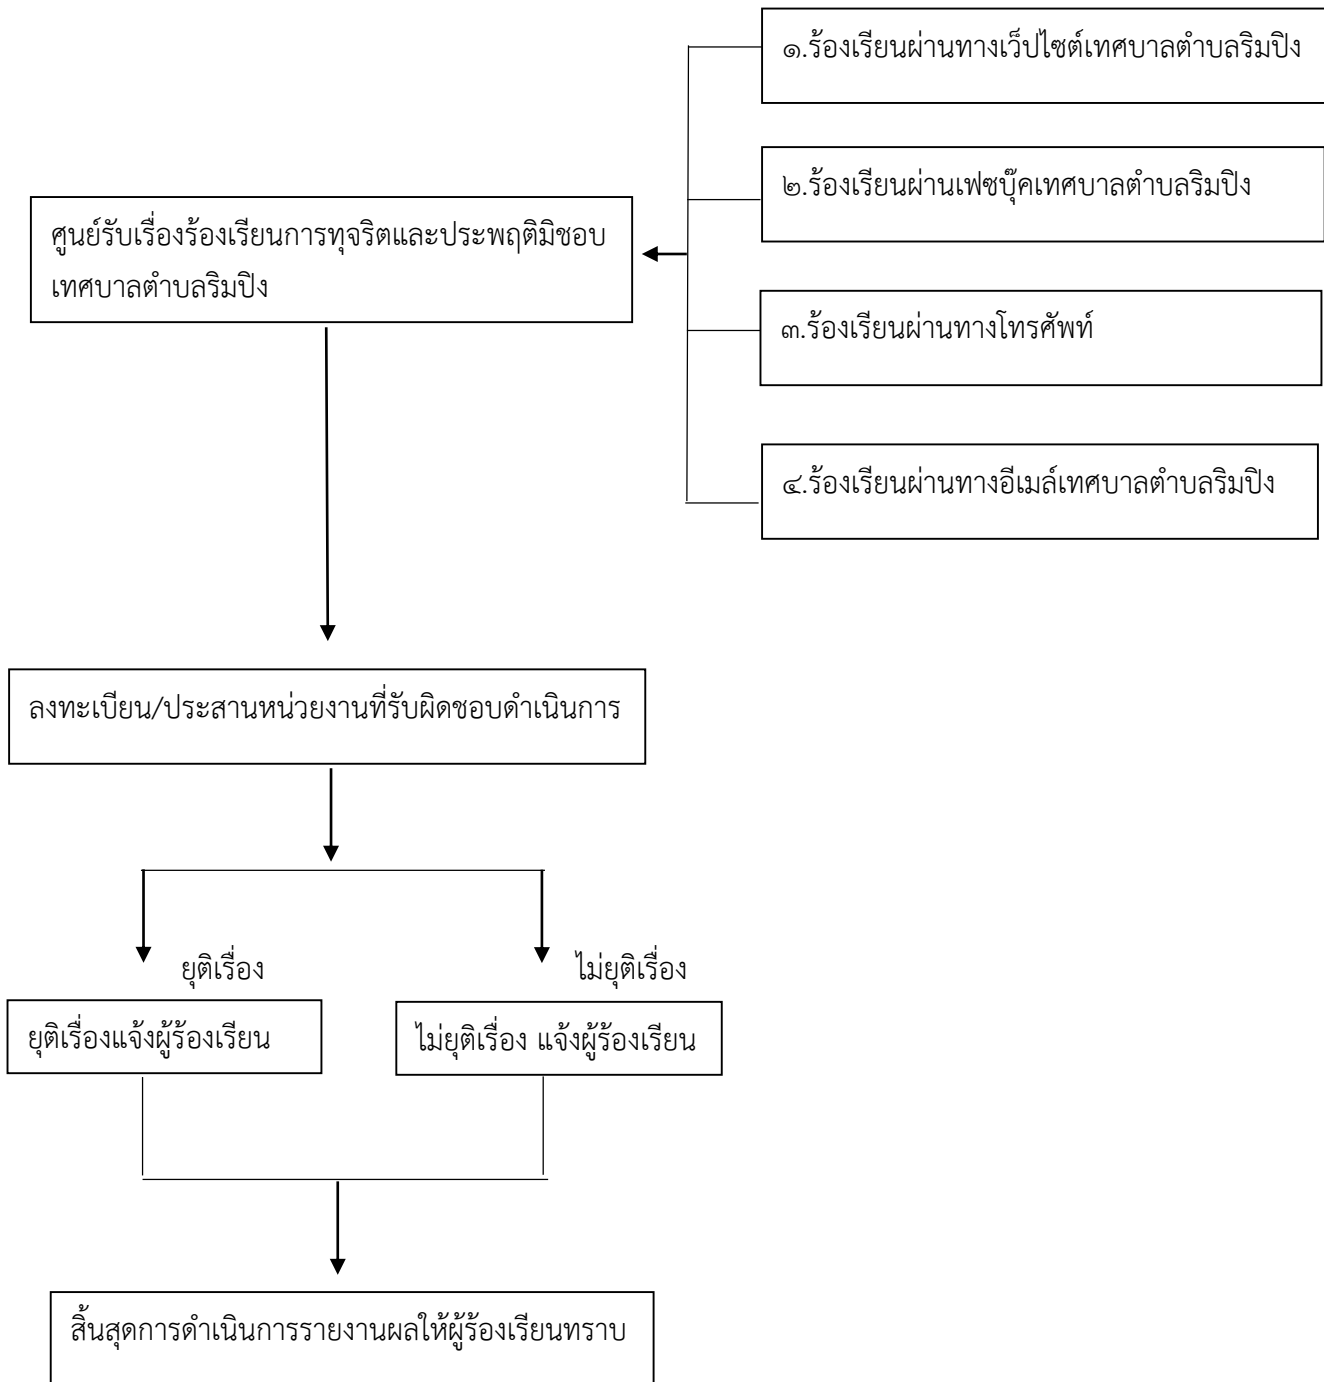 ๑.ร้องเรียนผ่านทางเว็ปไซต์เทศบาลตำบลริมปิง
๒.ร้องเรียนผ่านเฟซบุ๊คเทศบาลตำบลริมปิง
ศูนย์รับเรื่องร้องเรียนการทุจริตและประพฤติมิชอบ
เทศบาลตำบลริมปิง
๓.ร้องเรียนผ่านทางโทรศัพท์
๔.ร้องเรียนผ่านทางอีเมล์เทศบาลตำบลริมปิง
ลงทะเบียน/ประสานหน่วยงานที่รับผิดชอบดำเนินการ
ยุติเรื่อง
ไม่ยุติเรื่อง
ยุติเรื่องแจ้งผู้ร้องเรียน
ไม่ยุติเรื่อง แจ้งผู้ร้องเรียน
สิ้นสุดการดำเนินการรายงานผลให้ผู้ร้องเรียนทราบ